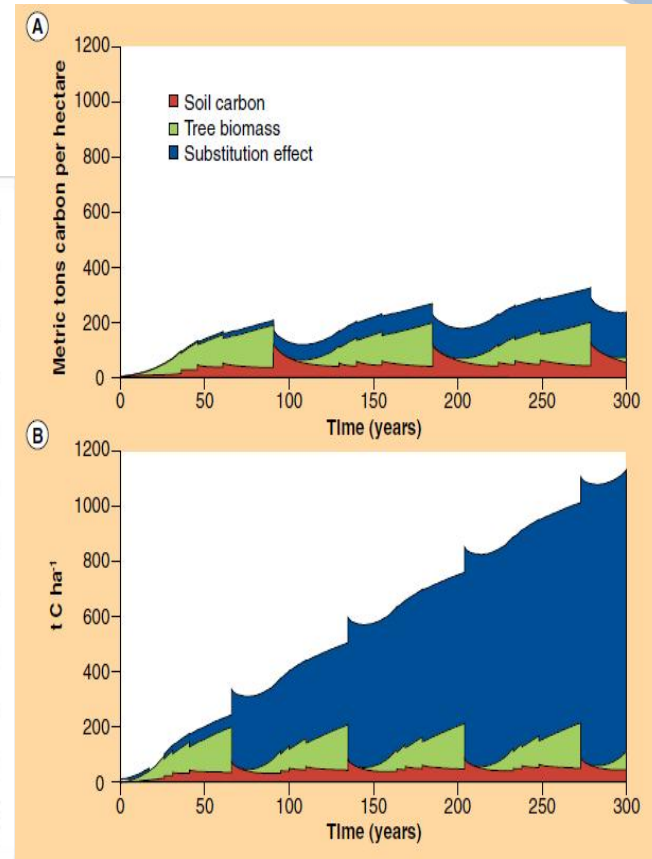 A
Metric tons carbon per hectare
1200
1000
800
600
400
200
0
Soil carbon
Tree biomass
Substitution effect
0 50 100 150 200 250 300
TIme (years)
B
t C ha⁻¹
1200
1000
800
600
400
200
0
0 50 100 150 200 250 300
TIme (years)